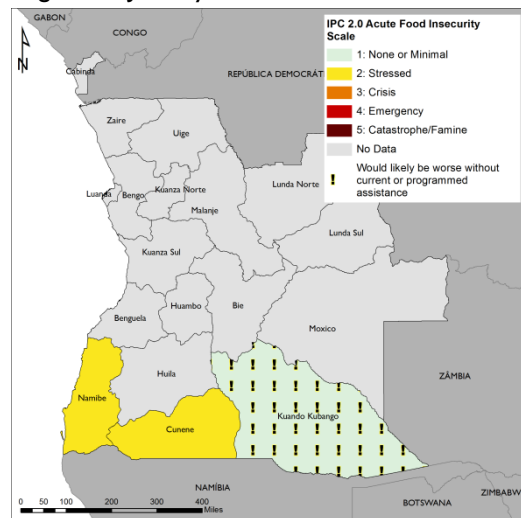 GABON
CONGO
IPC 2.0 Acute Food Insecurity
Scale
1: None or Minimal
2: Stressed
3: Crisis
4: Emergency
5: Catastrophe/Famine
No Data
Would likely be worse without
current or programmed
assistance
N
Cabinda
REPÚBLICA DEMOCRÁT
Zaire
Uige
Luanda
Bengo
Kuanza Norte
Malanje
Lunda Norte
Lunda Sul
Kuanza Sul
Benguela
Huambo
Bie
Moxico
Namibe
Huila
Cunene
Kuando Kubango
ZÂMBIA
NAMÍBIA
BOTSWANA
ZIMBABW
0 50 100 200 300 400
Miles